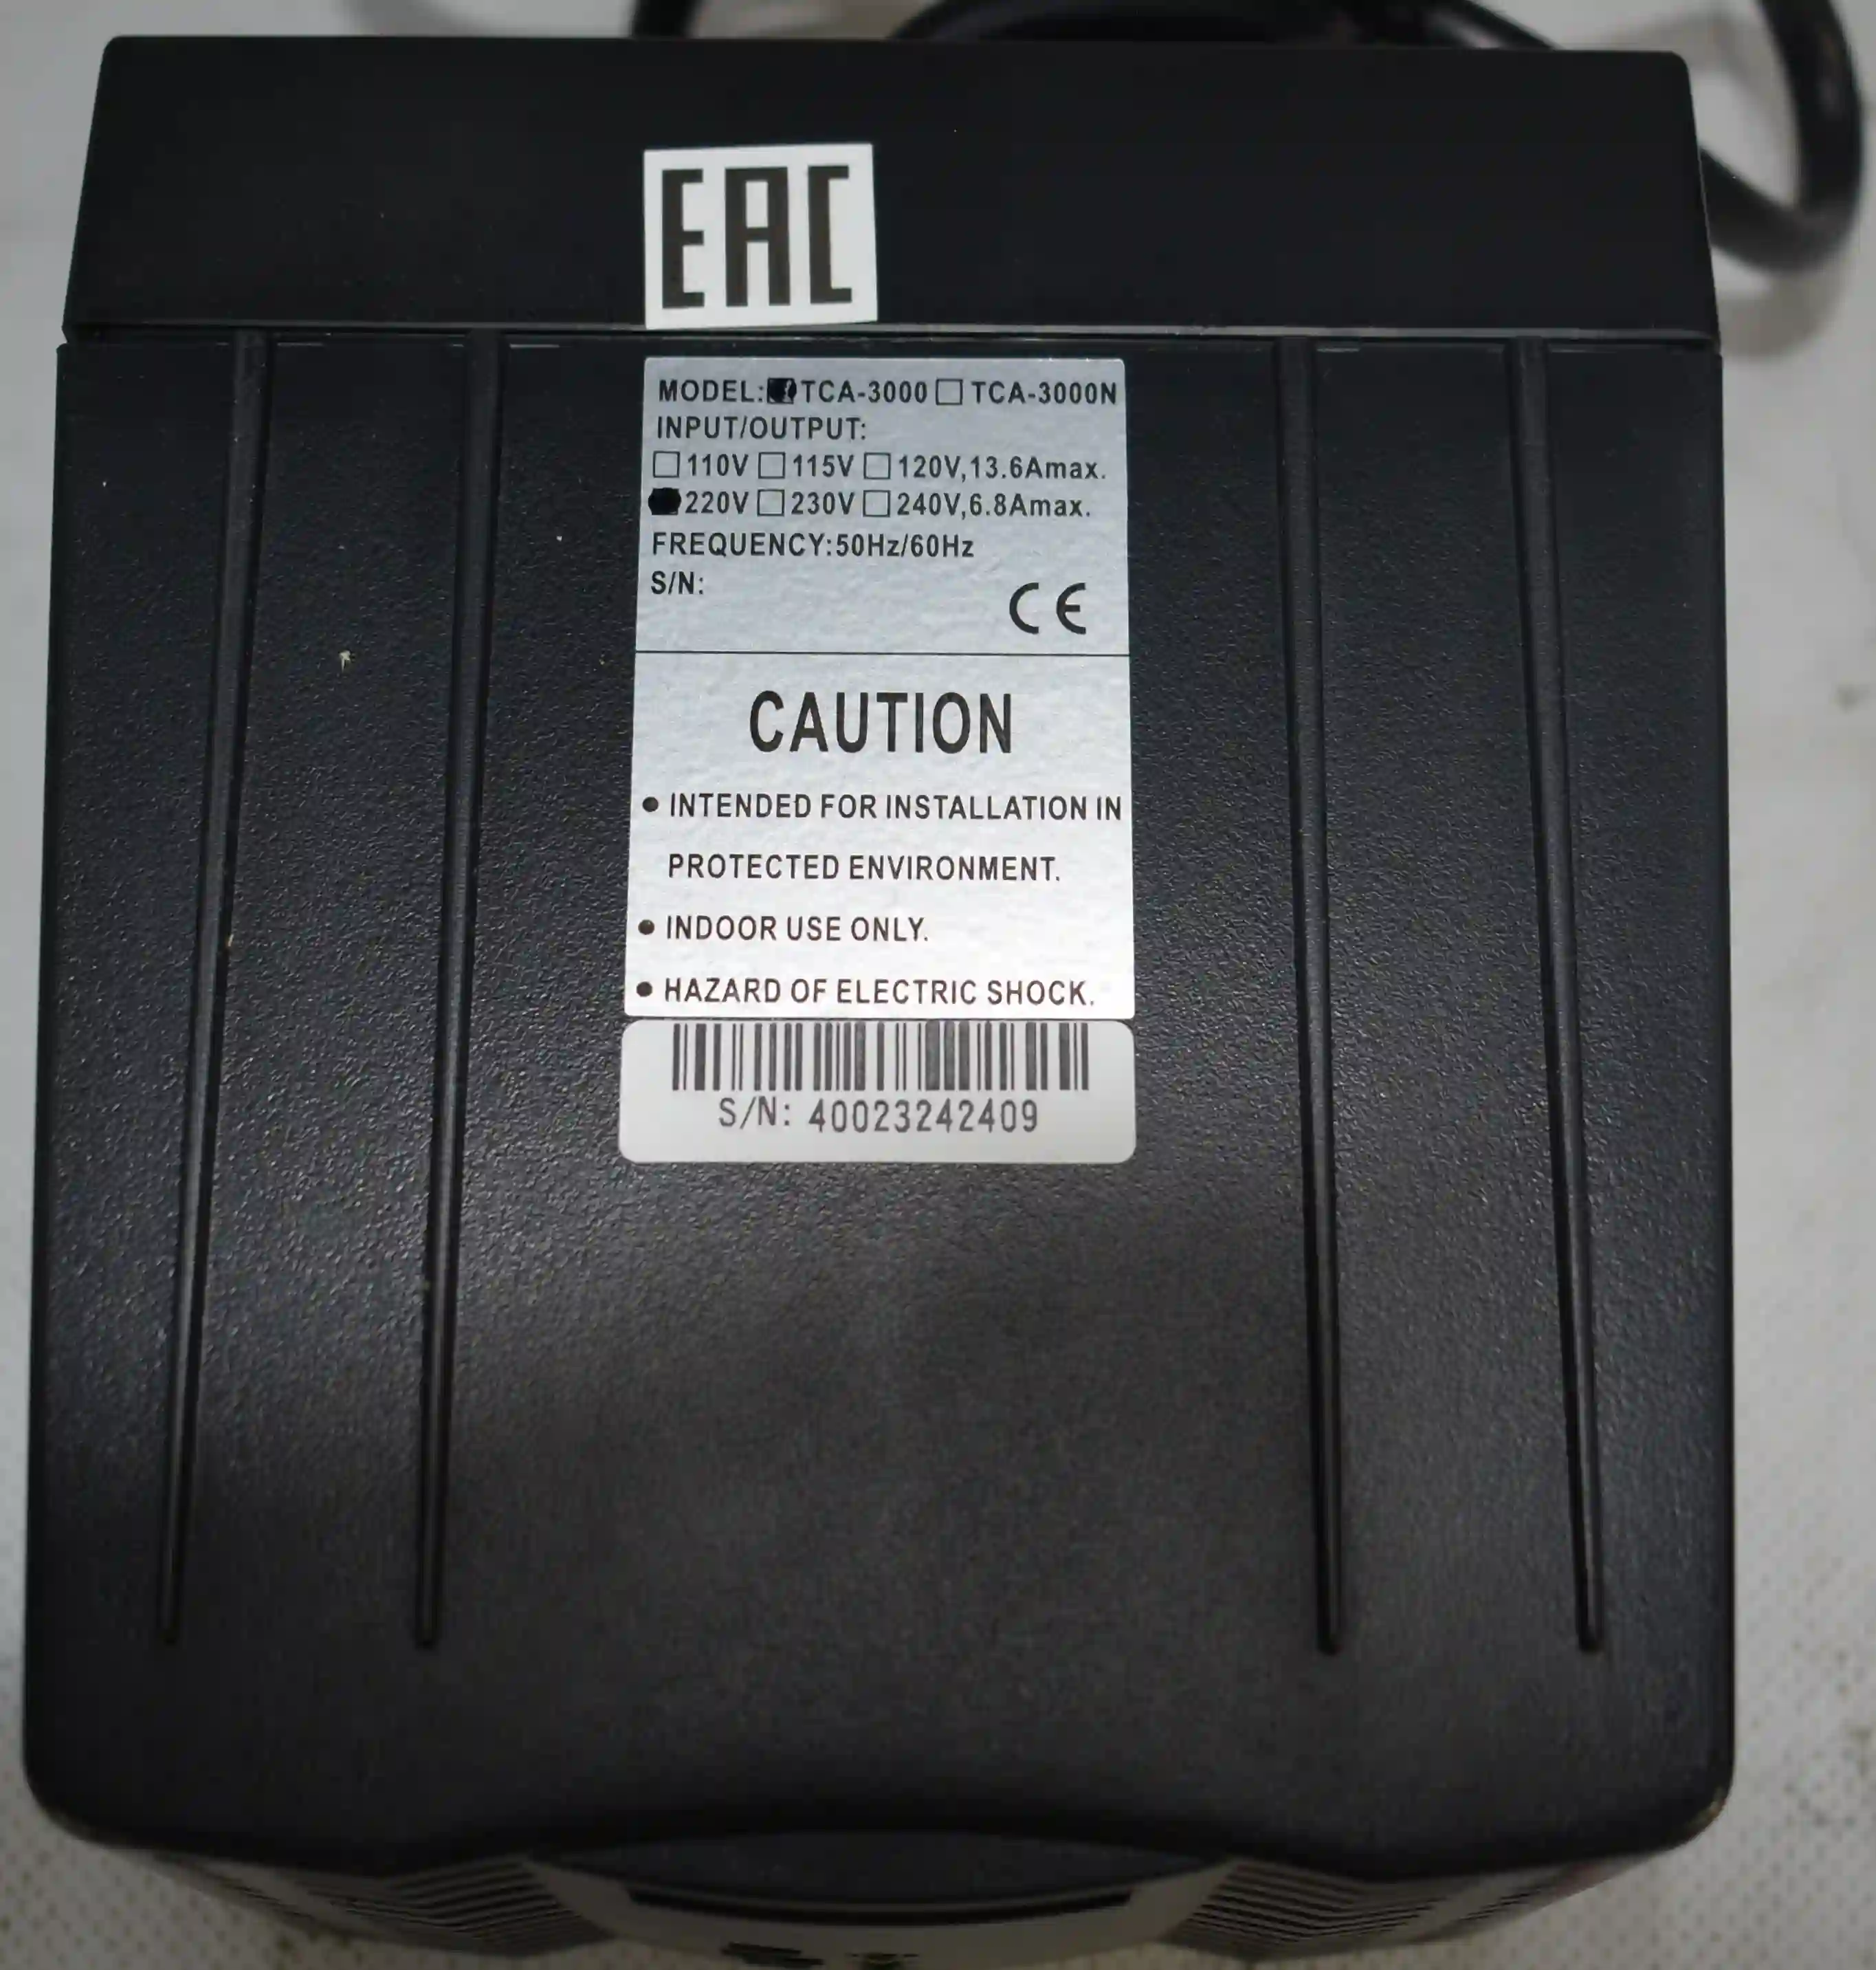 EAC
MODEL:■TCA-3000 □ TCA-3000N
INPUT/OUTPUT:
□110V □115V □120V,13.6Amax.
■220V □230V □240V,6.8Amax.
FREQUENCY:50Hz/60Hz
S/N:
CE
CAUTION
● INTENDED FOR INSTALLATION IN
PROTECTED ENVIRONMENT.
● INDOOR USE ONLY.
● HAZARD OF ELECTRIC SHOCK.
S/N: 40023242409